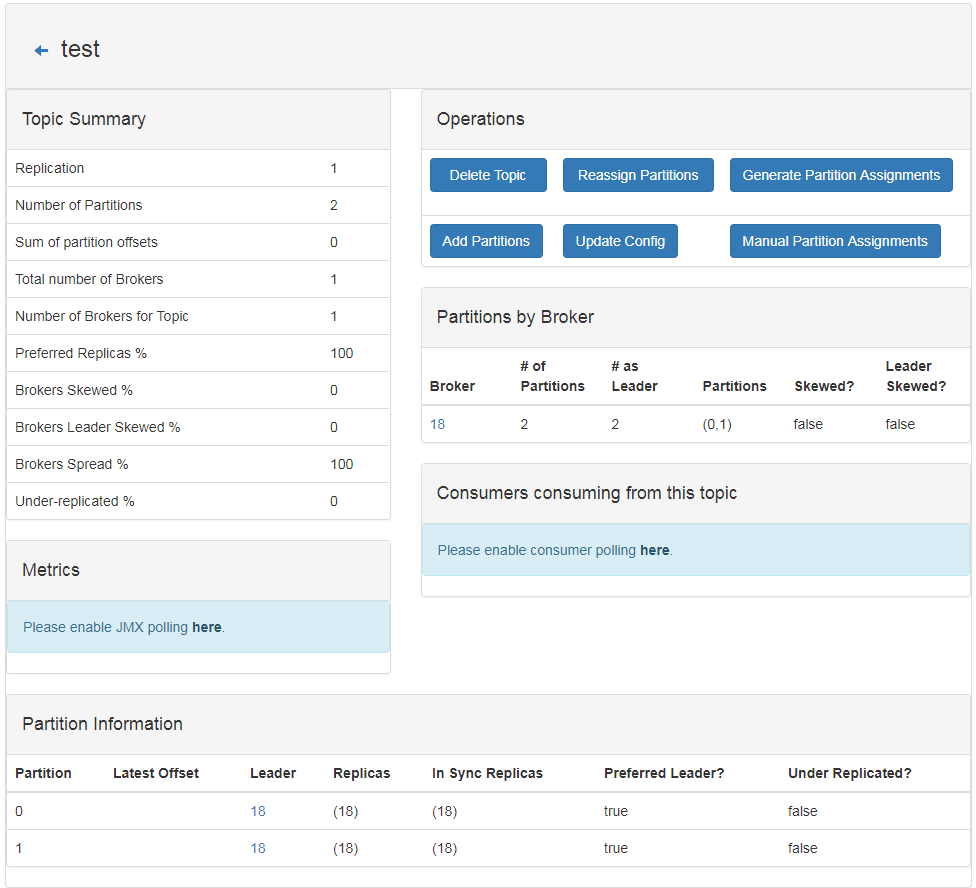 test
Topic Summary
Replication 1
Number of Partitions 2
Sum of partition offsets 0
Total number of Brokers 1
Number of Brokers for Topic 1
Preferred Replicas % 100
Brokers Skewed % 0
Brokers Leader Skewed % 0
Brokers Spread % 100
Under-replicated % 0
Metrics
Please enable JMX polling here.
Operations
Delete Topic Reassign Partitions Generate Partition Assignments
Add Partitions Update Config Manual Partition Assignments
Partitions by Broker
Broker # of Partitions # as Leader Partitions Skewed? Leader Skewed?
18 2 2 (0,1) false false
Consumers consuming from this topic
Please enable consumer polling here.
Partition Information
Partition Latest Offset Leader Replicas In Sync Replicas Preferred Leader? Under Replicated?
0 18 (18) (18) true false
1 18 (18) (18) true false